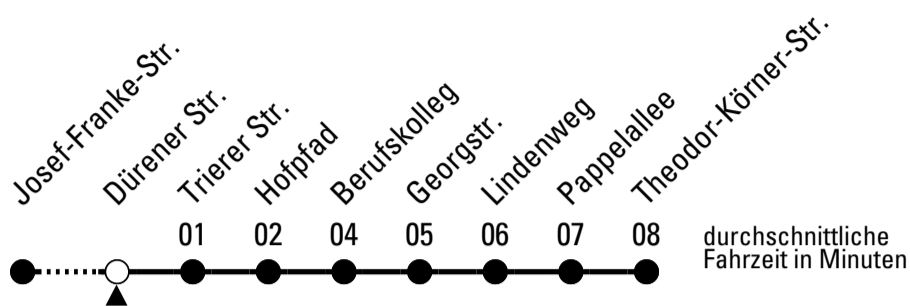 Josef-Franke-Str.
Dürener Str.
Trierer Str.
Hofpfad
Berufskolleg
Georgstr.
Lindenweg
Pappelallee
Theodor-Körner-Str.
01 02 04 05 06 07 08
durchschnittliche
Fahrzeit in Minuten